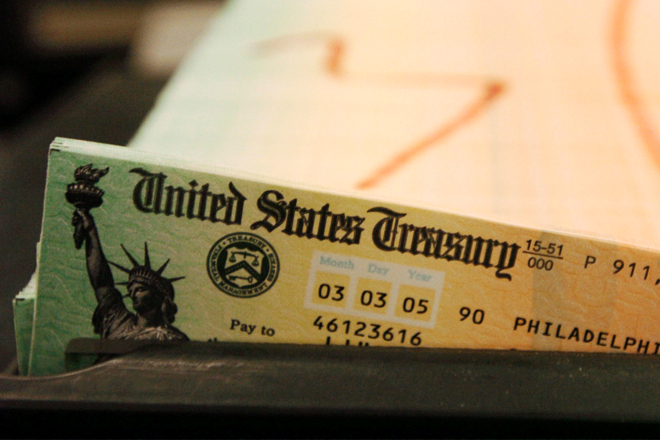 United States Treasury 15-51 000 P 911,
Month Day Year
03 03 05 90 PHILADELPHI
Pay to 46123616